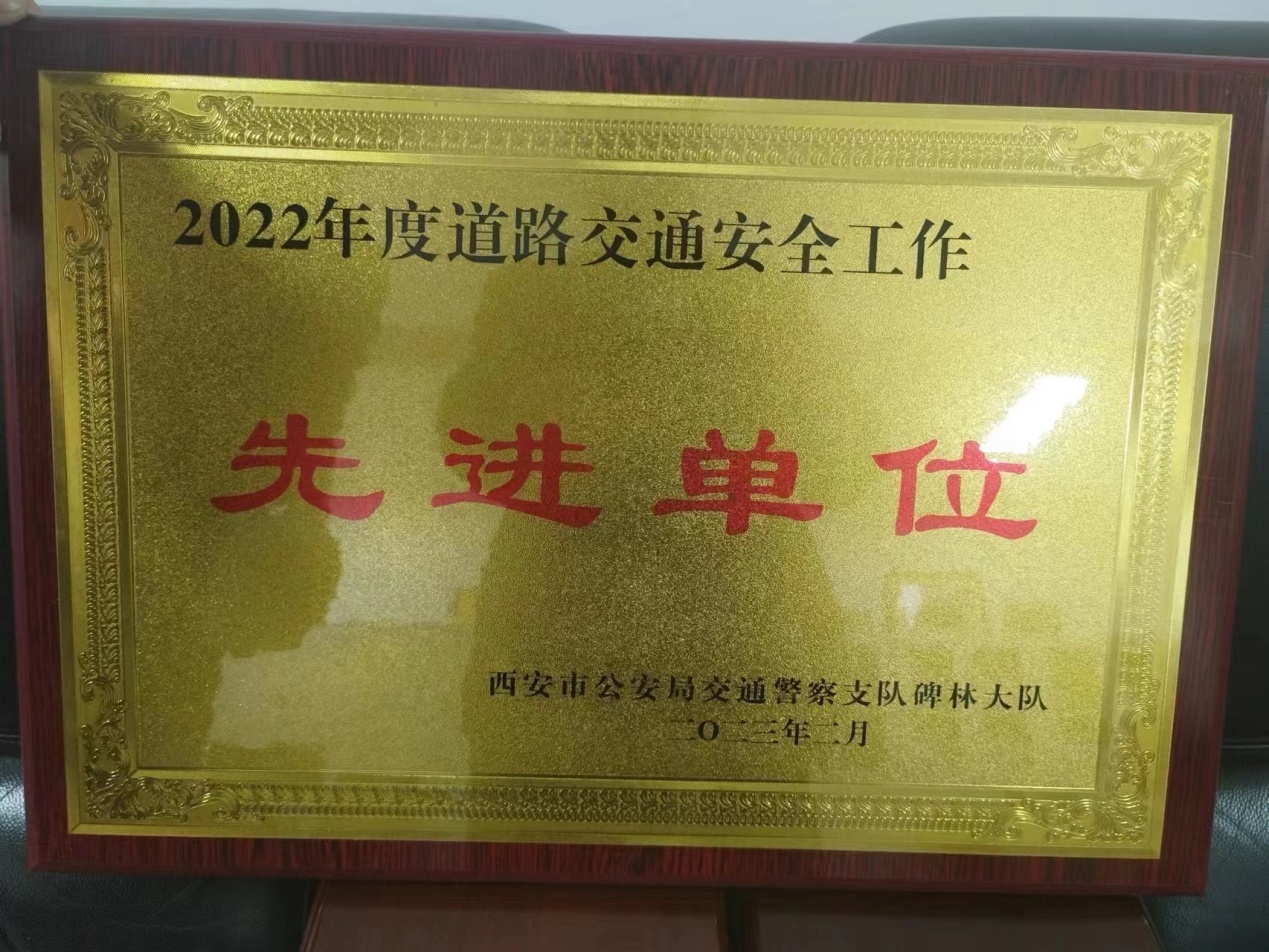 2022年度道路交通安全工作
先进单位
西安市公安局交通警察支队碑林大队
二〇二三年二月